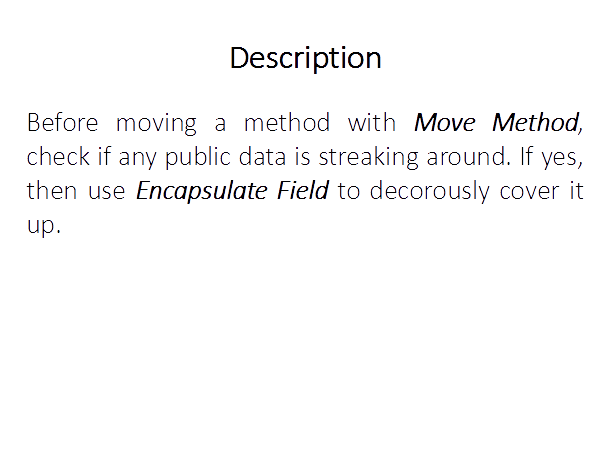 Description
Before moving a method with Move Method,
check if any public data is streaking around. If yes,
then use Encapsulate Field to decorously cover it
up.